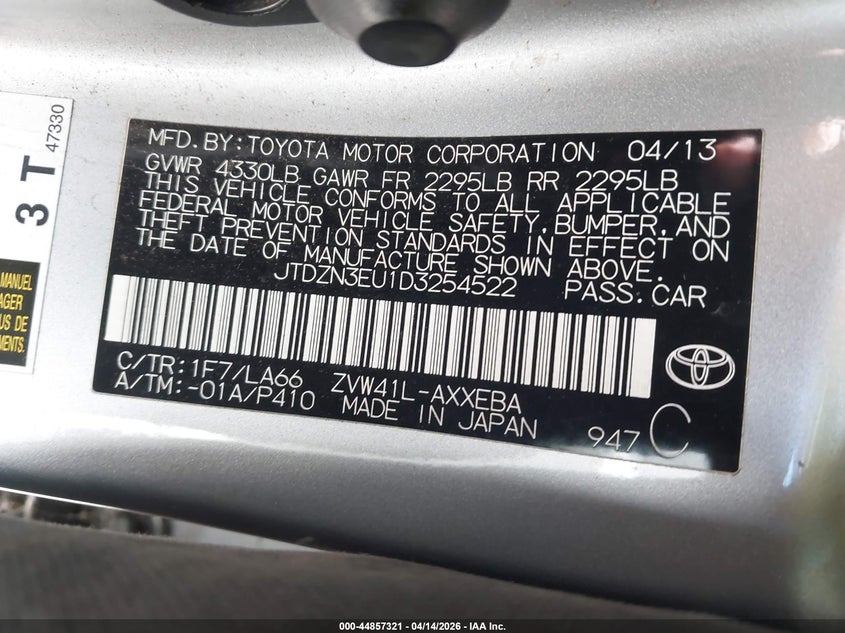 MFD.BY:TOYOTA MOTOR CORPORATION 04/13
GVWR 4330LB GAWR FR 2295LB RR 2295LB
THIS VEHICLE CONFORMS TO ALL APPLICABLE
FEDERAL MOTOR VEHICLE SAFETY,BUMPER,AND
THEFT PREVENTION STANDARDS IN EFFECT ON
THE DATE OF MANUFACTURE SHOWN ABOVE.
JTDZN3EU1D3254522 PASS.CAR
C/TR:1F7/LA66 ZVW41L-AXXEBA
A/TM:-01A/P410 MADE IN JAPAN
947 C
3 T
47330
MANUEL
US DE
000-44857321 - 04/14/2026 - IAA Inc.